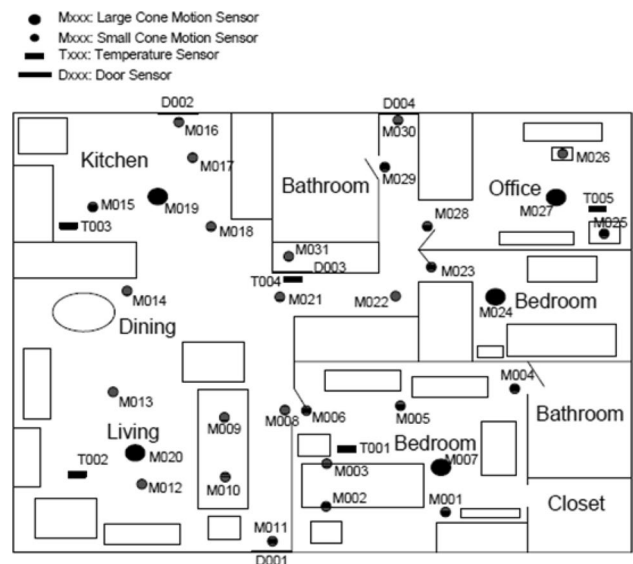 Mxxx: Large Cone Motion Sensor
Mxxx: Small Cone Motion Sensor
Txxx: Temperature Sensor
Dxxx: Door Sensor
D002 D004
M016 M030
Kitchen M017 M029 M026
Bathroom Office
M015 M019 M027 T005
T003 M018 M028 M025
M031 M023
T004 D003
M014 M021 M022 M024 Bedroom
Dining
M013 M004
M009 M008 M006 M005 Bathroom
Living T001 Bedroom
T002 M020 M003 M007
M012 M010 M002 M001 Closet
M011
D001